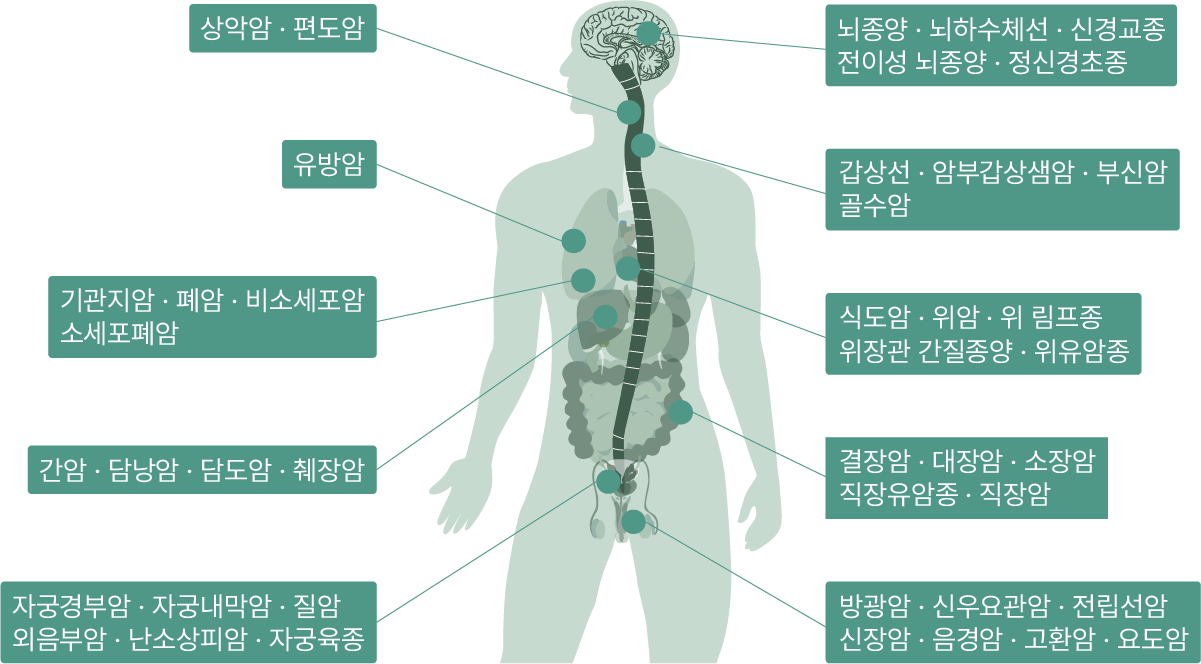 상악암 · 편도암
유방암
기관지암 · 폐암 · 비소세포암
소세포폐암
간암 · 담낭암 · 담도암 · 췌장암
자궁경부암 · 자궁내막암 · 질암
외음부암 · 난소상피암 · 자궁육종
뇌종양 · 뇌하수체선 · 신경교종
전이성 뇌종양 · 정신경초종
갑상선 · 암부갑상샘암 · 부신암
골수암
식도암 · 위암 · 위 림프종
위장관 간질종양 · 위유암종
결장암 · 대장암 · 소장암
직장유암종 · 직장암
방광암 · 신우요관암 · 전립선암
신장암 · 음경암 · 고환암 · 요도암